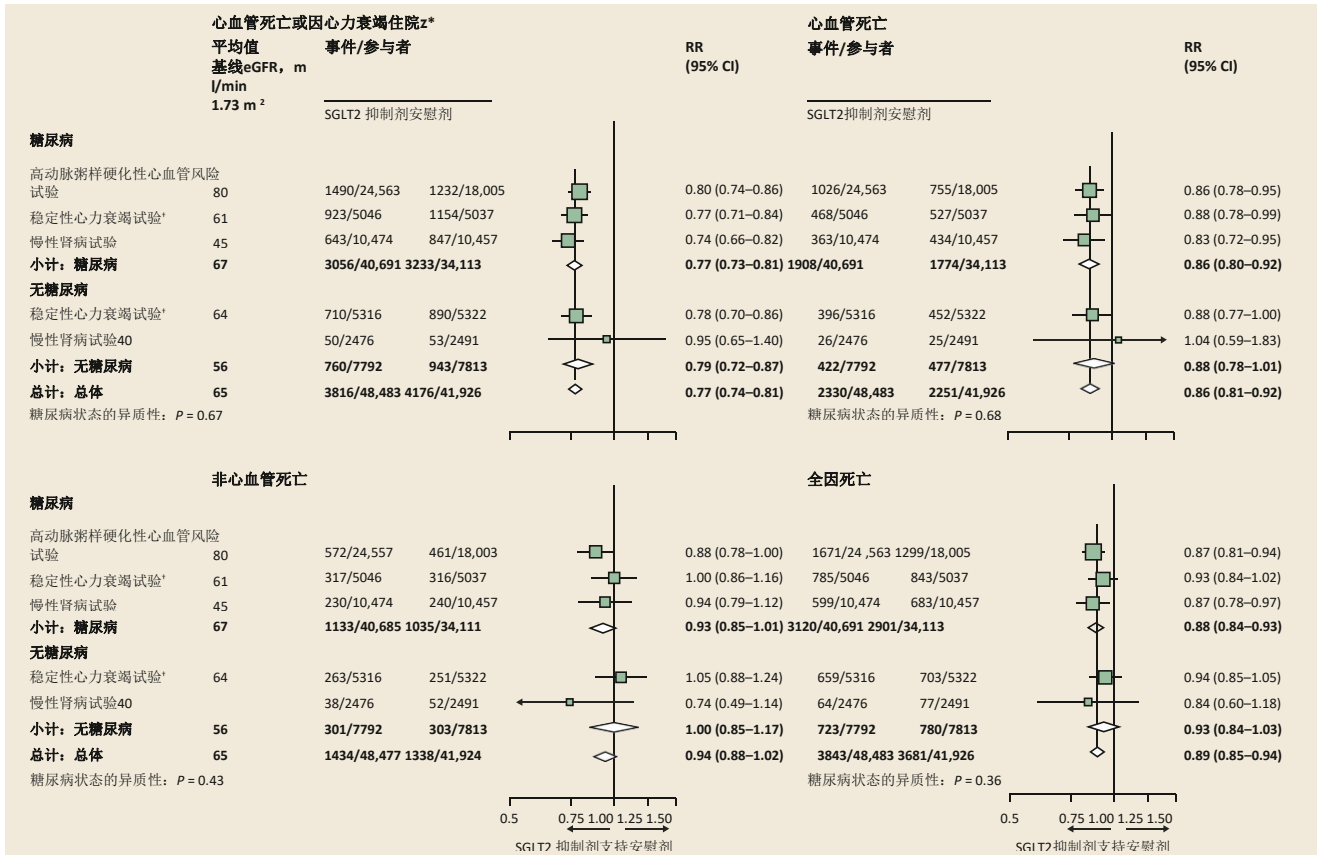 心血管死亡或因心力衰竭住院z*
心血管死亡
平均值 事件/参与者 RR 事件/参与者 RR
基线eGFR，m (95% CI) (95% CI)
l/min
1.73 m ²
SGLT2 抑制剂安慰剂 SGLT2抑制剂安慰剂
糖尿病
高动脉粥样硬化性心血管风险
试验 80 1490/24,563 1232/18,005 0.80 (0.74–0.86) 1026/24,563 755/18,005 0.86 (0.78–0.95)
稳定性心力衰竭试验† 61 923/5046 1154/5037 0.77 (0.71–0.84) 468/5046 527/5037 0.88 (0.78–0.99)
慢性肾病试验 45 643/10,474 847/10,457 0.74 (0.66–0.82) 363/10,474 434/10,457 0.83 (0.72–0.95)
小计：糖尿病 67 3056/40,691 3233/34,113 0.77 (0.73–0.81) 1908/40,691 1774/34,113 0.86 (0.80–0.92)
无糖尿病
稳定性心力衰竭试验† 64 710/5316 890/5322 0.78 (0.70–0.86) 396/5316 452/5322 0.88 (0.77–1.00)
慢性肾病试验40 50/2476 53/2491 0.95 (0.65–1.40) 26/2476 25/2491 1.04 (0.59–1.83)
小计：无糖尿病 56 760/7792 943/7813 0.79 (0.72–0.87) 422/7792 477/7813 0.88 (0.78–1.01)
总计：总体 65 3816/48,483 4176/41,926 0.77 (0.74–0.81) 2330/48,483 2251/41,926 0.86 (0.81–0.92)
糖尿病状态的异质性：P = 0.67 糖尿病状态的异质性：P = 0.68
非心血管死亡 全因死亡
糖尿病
高动脉粥样硬化性心血管风险
试验 80 572/24,557 461/18,003 0.88 (0.78–1.00) 1671/24 ,563 1299/18,005 0.87 (0.81–0.94)
稳定性心力衰竭试验† 61 317/5046 316/5037 1.00 (0.86–1.16) 785/5046 843/5037 0.93 (0.84–1.02)
慢性肾病试验 45 230/10,474 240/10,457 0.94 (0.79–1.12) 599/10,474 683/10,457 0.87 (0.78–0.97)
小计：糖尿病 67 1133/40,685 1035/34,111 0.93 (0.85–1.01) 3120/40,691 2901/34,113 0.88 (0.84–0.93)
无糖尿病
稳定性心力衰竭试验† 64 263/5316 251/5322 1.05 (0.88–1.24) 659/5316 703/5322 0.94 (0.85–1.05)
慢性肾病试验40 38/2476 52/2491 0.74 (0.49–1.14) 64/2476 77/2491 0.84 (0.60–1.18)
小计：无糖尿病 56 301/7792 303/7813 1.00 (0.85–1.17) 723/7792 780/7813 0.93 (0.84–1.03)
总计：总体 65 1434/48,477 1338/41,924 0.94 (0.88–1.02) 3843/48,483 3681/41,926 0.89 (0.85–0.94)
糖尿病状态的异质性：P = 0.43 糖尿病状态的异质性：P = 0.36
0.5 0.75 1.00 1.25 1.50 0.5 0.75 1.00 1.25 1.50
SGLT2 抑制剂支持安慰剂 SGLT2抑制剂支持安慰剂